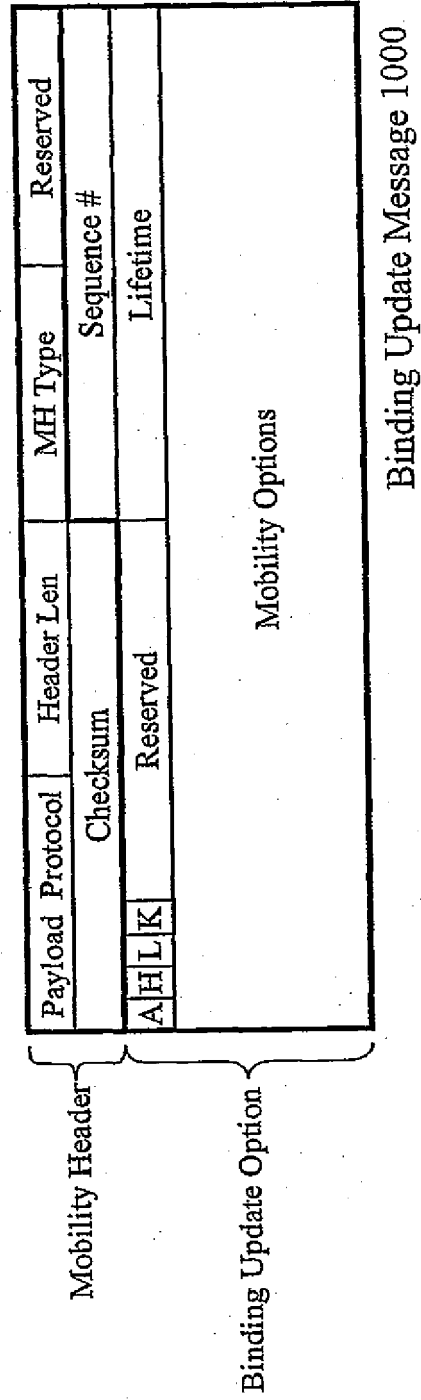 Mobility Header
Payload Protocol Header Len MH Type Reserved
Checksum Sequence #
Binding Update Option
A H L K Reserved Lifetime
Mobility Options
Binding Update Message 1000